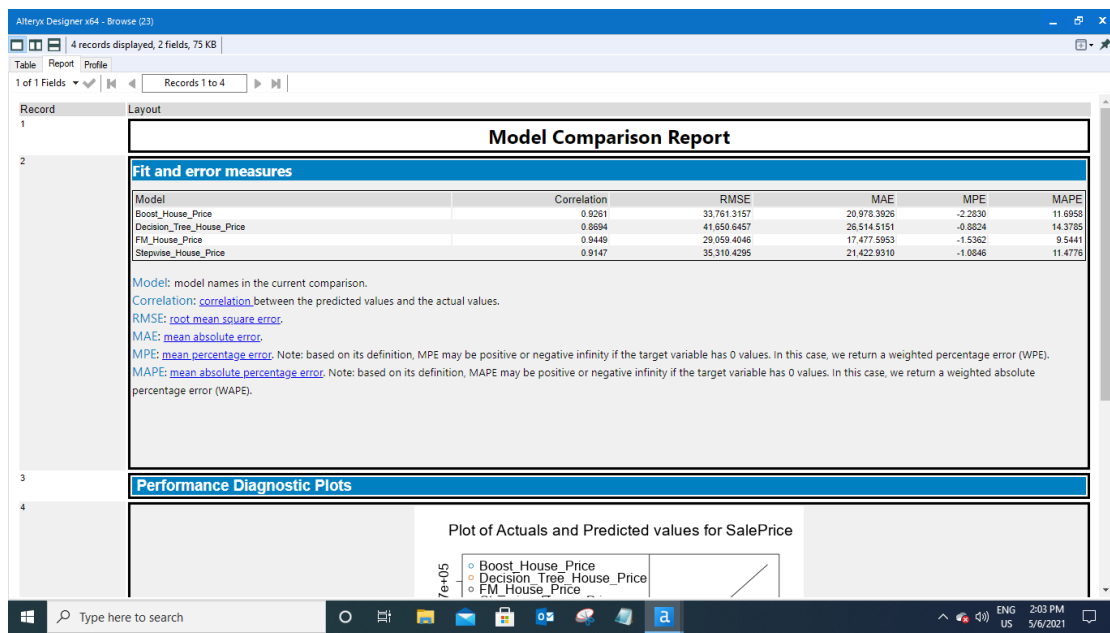 Alteryx Designer x64 - Browse (23)
4 records displayed, 2 fields, 75 KB
Table Report Profile
1 of 1 Fields Records 1 to 4
Record Layout
1
Model Comparison Report
2
Fit and error measures
Model Correlation RMSE MAE MPE MAPE
Boost_House_Price 0.9261 33,761.3157 20,978.3926 -2.2830 11.6958
Decision_Tree_House_Price 0.8694 41,650.6457 26,514.5151 -0.8824 14.3785
FM_House_Price 0.9449 29,059.4046 17,477.5953 -1.5362 9.5441
Stepwise_House_Price 0.9147 35,310.4295 21,422.9310 -1.0846 11.4776
Model: model names in the current comparison.
Correlation: correlation between the predicted values and the actual values.
RMSE: root mean square error.
MAE: mean absolute error.
MPE: mean percentage error. Note: based on its definition, MPE may be positive or negative infinity if the target variable has 0 values. In this case, we return a weighted percentage error (WPE).
MAPE: mean absolute percentage error. Note: based on its definition, MAPE may be positive or negative infinity if the target variable has 0 values. In this case, we return a weighted absolute
percentage error (WAPE).
3
Performance Diagnostic Plots
4
Plot of Actuals and Predicted values for SalePrice
7e+05
Boost_House_Price
Decision_Tree_House_Price
FM_House_Price
Type here to search
a
ENG
US
2:03 PM
5/6/2021